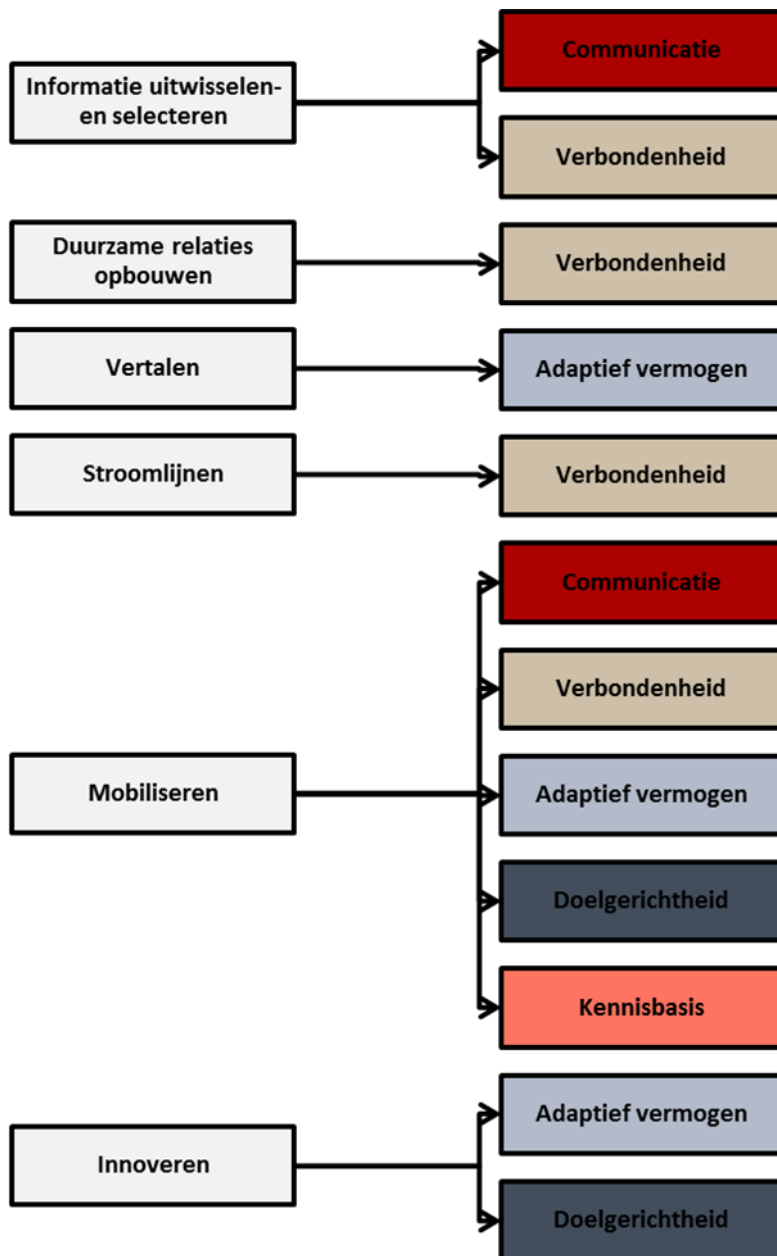 Communicatie
Informatie uitwisselen-
en selecteren
Verbondenheid
Duurzame relaties
opbouwen
Verbondenheid
Vertalen
Adaptief vermogen
Stroomlijnen
Verbondenheid
Communicatie
Verbondenheid
Mobiliseren
Adaptief vermogen
Doelgerichtheid
Kennisbasis
Adaptief vermogen
Innoveren
Doelgerichtheid